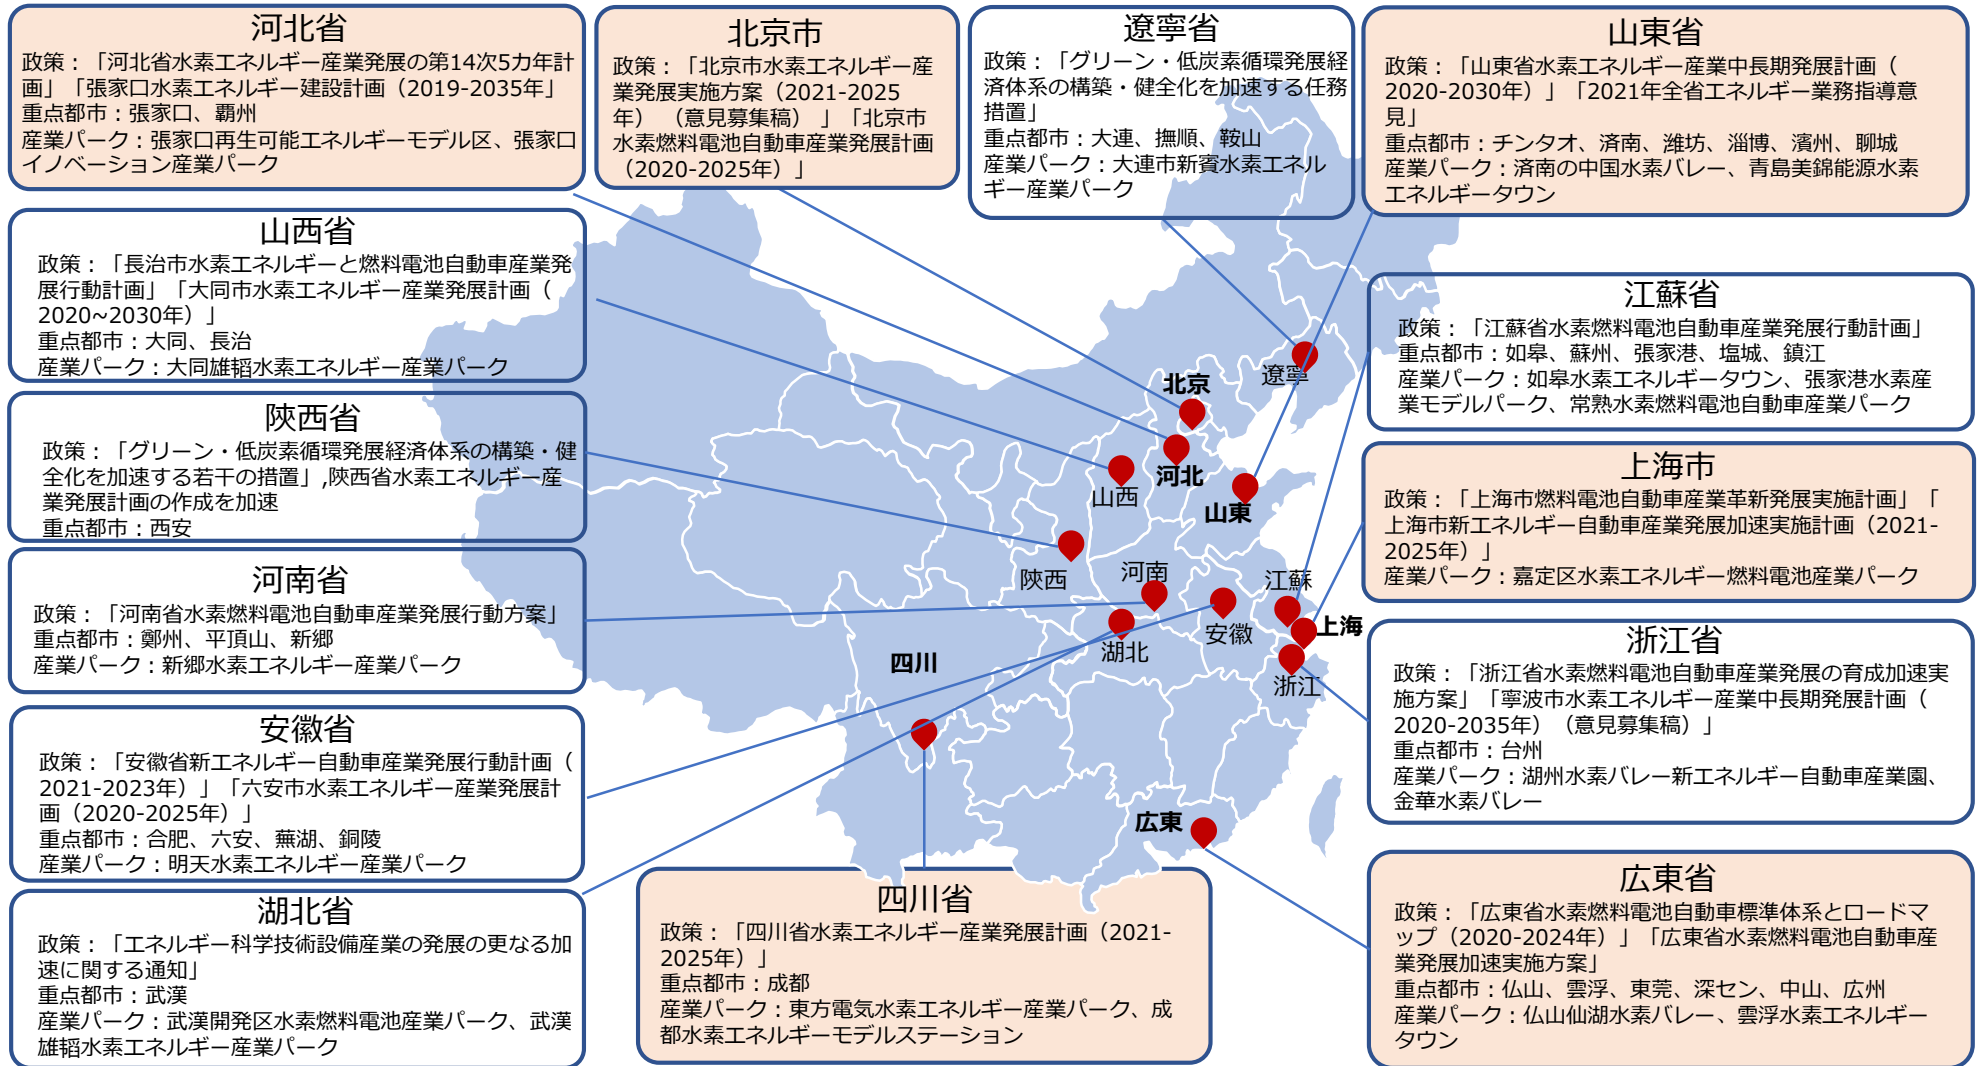 河北省
政策：「河北省水素エネルギー産業発展の第14次5カ年計
画」「張家口水素エネルギー建設計画（2019-2035年」
重点都市：張家口、覇州
産業パーク：張家口再生可能エネルギーモデル区、張家口
イノベーション産業パーク
北京市
政策：「北京市水素エネルギー産
業発展実施方案（2021-2025
年）（意見募集稿）」「北京市
水素燃料電池自動車産業発展計画
（2020-2025年）」
遼寧省
政策：「グリーン・低炭素循環発展経
済体系の構築・健全化を加速する任務
措置」
重点都市：大連、撫順、鞍山
産業パーク：大連市新賓水素エネル
ギー産業パーク
山東省
政策：「山東省水素エネルギー産業中長期発展計画（
2020-2030年）」「2021年全省エネルギー業務指導意
見」
重点都市：チンタオ、済南、濰坊、淄博、濱州、聊城
産業パーク：済南の中国水素バレー、青島美錦能源水素
エネルギータウン
山西省
政策：「長治市水素エネルギーと燃料電池自動車産業発
展行動計画」「大同市水素エネルギー産業発展計画（
2020~2030年）」
重点都市：大同、長治
産業パーク：大同雄韜水素エネルギー産業パーク
江蘇省
政策：「江蘇省水素燃料電池自動車産業発展行動計画」
重点都市：如皋、蘇州、張家港、塩城、鎮江
産業パーク：如皋水素エネルギータウン、張家港水素産
業モデルパーク、常熟水素燃料電池自動車産業パーク
陝西省
政策：「グリーン・低炭素循環発展経済体系の構築・健
全化を加速する若干の措置」,陝西省水素エネルギー産
業発展計画の作成を加速
重点都市：西安
上海市
政策：「上海市燃料電池自動車産業革新発展実施計画」「
上海市新エネルギー自動車産業発展加速実施計画（2021-
2025年）」
産業パーク：嘉定区水素エネルギー燃料電池産業パーク
河南省
政策：「河南省水素燃料電池自動車産業発展行動方案」
重点都市：鄭州、平頂山、新郷
産業パーク：新郷水素エネルギー産業パーク
浙江省
政策：「浙江省水素燃料電池自動車産業発展の育成加速実
施方案」「寧波市水素エネルギー産業中長期発展計画（
2020-2035年）（意見募集稿）」
重点都市：台州
産業パーク：湖州水素バレー新エネルギー自動車産業園、
金華水素バレー
安徽省
政策：「安徽省新エネルギー自動車産業発展行動計画（
2021-2023年）」「六安市水素エネルギー産業発展計
画（2020-2025年）」
重点都市：合肥、六安、蕪湖、銅陵
産業パーク：明天水素エネルギー産業パーク
湖北省
政策：「エネルギー科学技術設備産業の発展の更なる加
速に関する通知」
重点都市：武漢
産業パーク：武漢開発区水素燃料電池産業パーク、武漢
雄韜水素エネルギー産業パーク
四川省
政策：「四川省水素エネルギー産業発展計画（2021-
2025年）」
重点都市：成都
産業パーク：東方電気水素エネルギー産業パーク、成
都水素エネルギーモデルステーション
広東省
政策：「広東省水素燃料電池自動車標準体系とロードマ
ップ（2020-2024年）」「広東省水素燃料電池自動車産
業発展加速実施方案」
重点都市：仏山、雲浮、東莞、深セン、中山、広州
産業パーク：仏山仙湖水素バレー、雲浮水素エネルギー
タウン
遼寧
北京
河北
山西
山東
陝西
河南
江蘇
安徽
上海
湖北
四川
浙江
広東